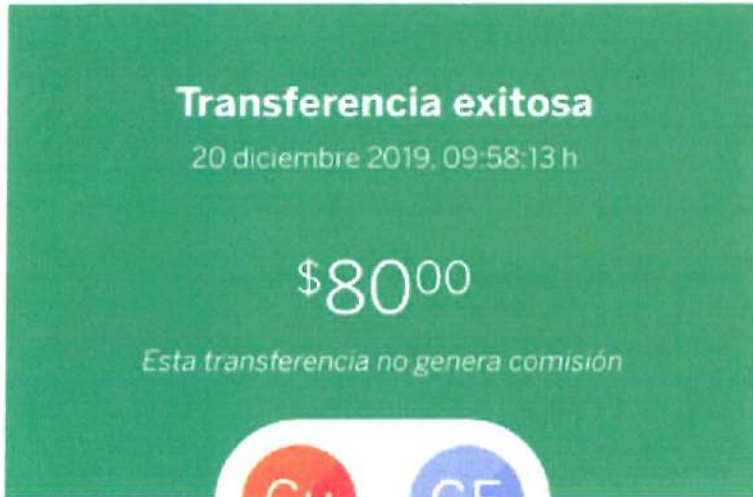 Transferencia exitosa
20 diciembre 2019, 09:58:13 h
$80⁰⁰
Esta transferencia no genera comisión